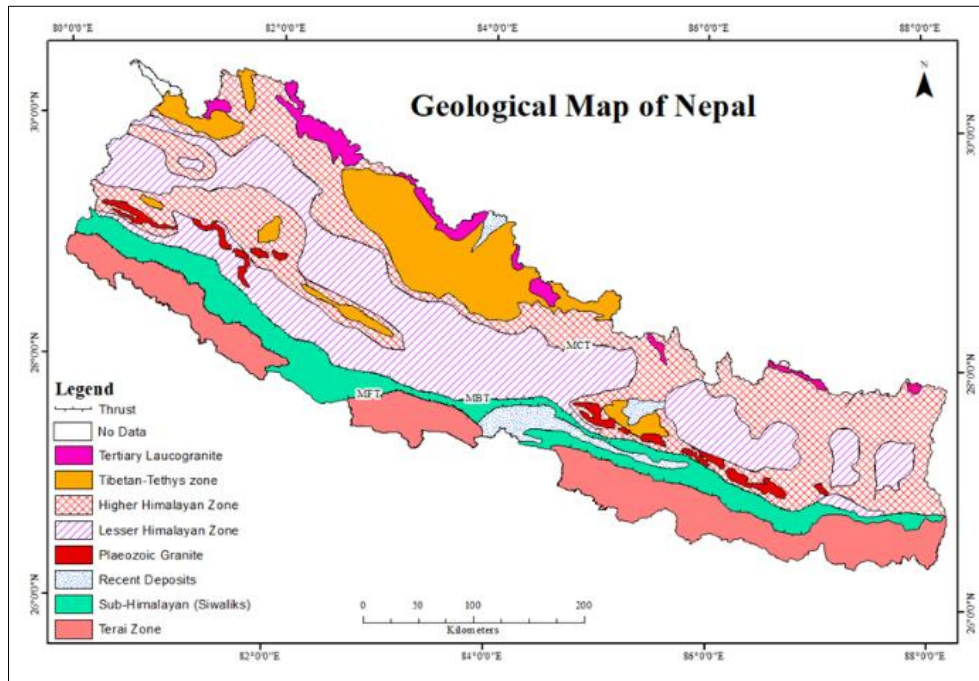 80°0'0"E 82°0'0"E 84°0'0"E 86°0'0"E 88°0'0"E
N
Geological Map of Nepal
30°0'0"N
30°0'0"N
28°0'0"N
28°0'0"N
26°0'0"N
26°0'0"N
MCT
MFT
MBT
Legend
Thrust
No Data
Tertiary Laucogranite
Tibetan-Tethys zone
Higher Himalayan Zone
Lesser Himalayan Zone
Plaeozoic Granite
Recent Deposits
Sub-Himalayan (Siwaliks)
Terai Zone
0 50 100 200
Kilometers
82°0'0"E 84°0'0"E 86°0'0"E 88°0'0"E